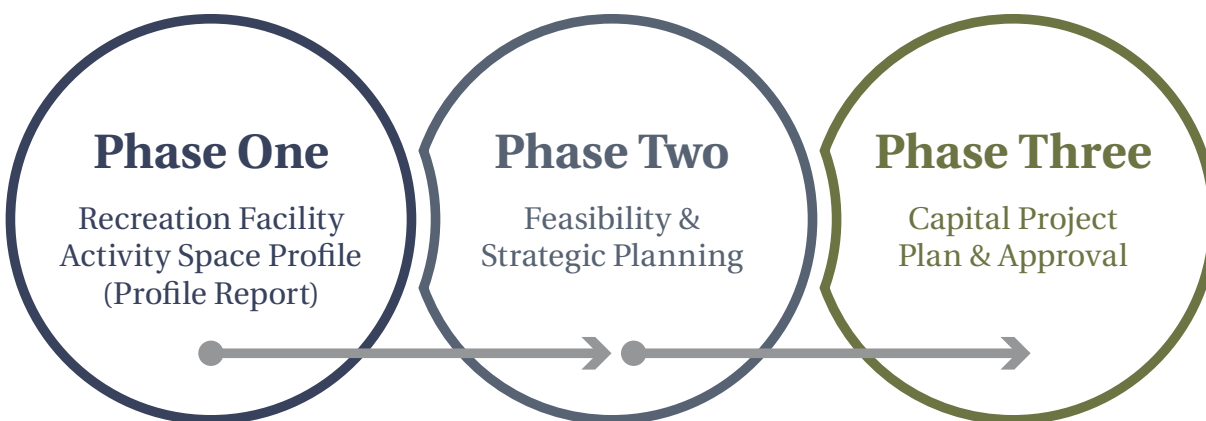 Phase One
Recreation Facility
Activity Space Profile
(Profile Report)
Phase Two
Feasibility &
Strategic Planning
Phase Three
Capital Project
Plan & Approval